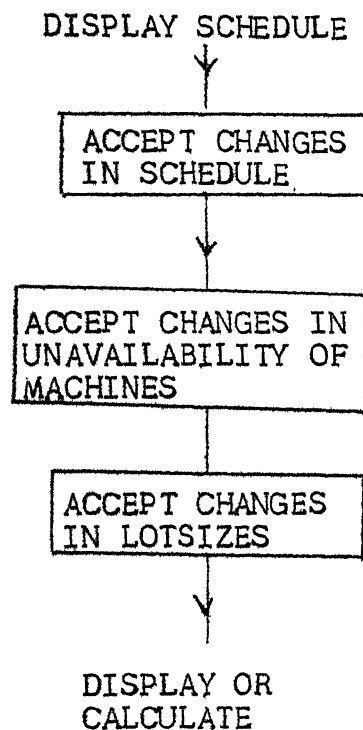 DISPLAY SCHEDULE
ACCEPT CHANGES
IN SCHEDULE
ACCEPT CHANGES IN
UNAVAILABILITY OF
MACHINES
ACCEPT CHANGES
IN LOTSIZES
DISPLAY OR
CALCULATE